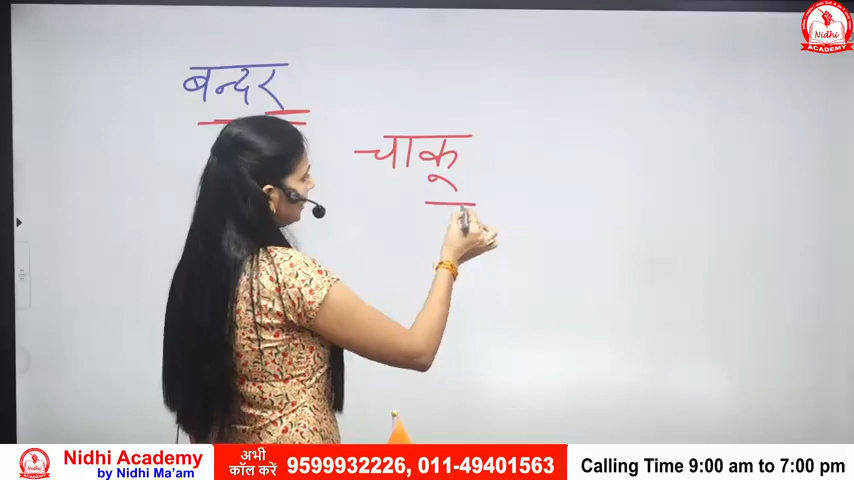 बन्दर
चाकू
Nidhi
ACADEMY
Nidhi Academy
by Nidhi Ma'am
अभी
कॉल करें
9599932226, 011-49401563
Calling Time 9:00 am to 7:00 pm